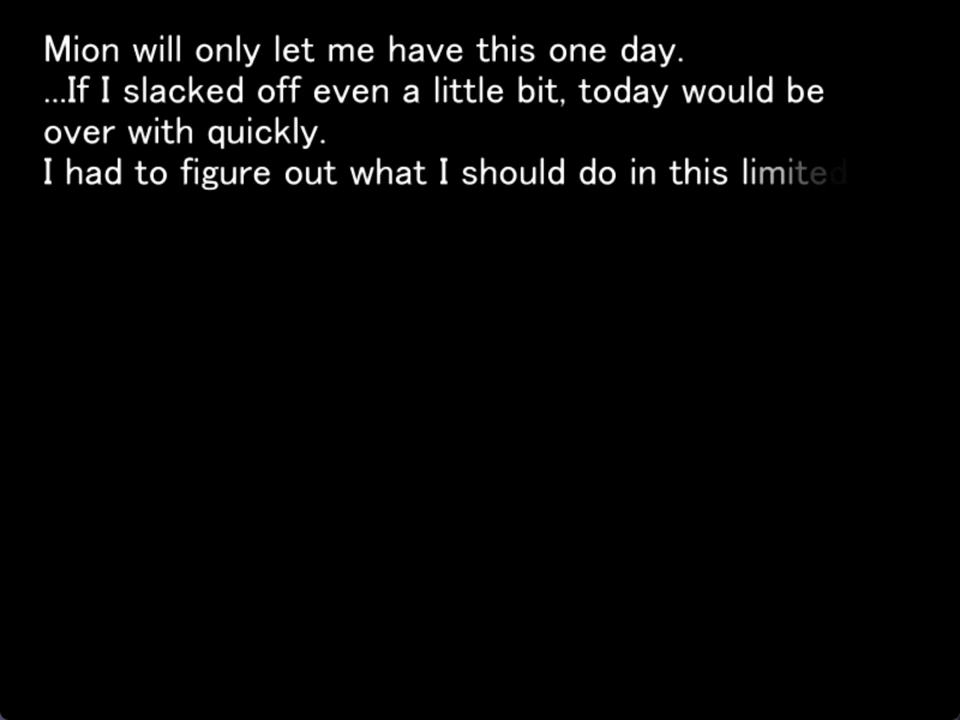 Mion will only let me have this one day.
...If I slacked off even a little bit, today would be
over with quickly.
I had to figure out what I should do in this limited